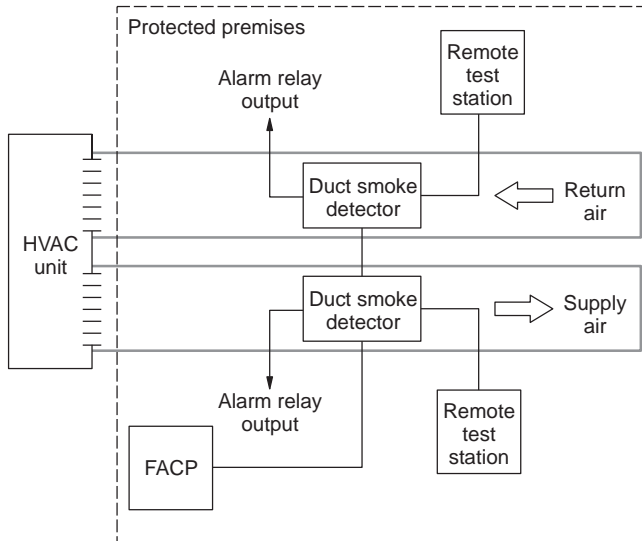 Protected premises
Remote
test
station
Alarm relay
output
HVAC
unit
Duct smoke
detector
Return
air
Duct smoke
detector
Supply
air
Alarm relay
output
Remote
test
station
FACP